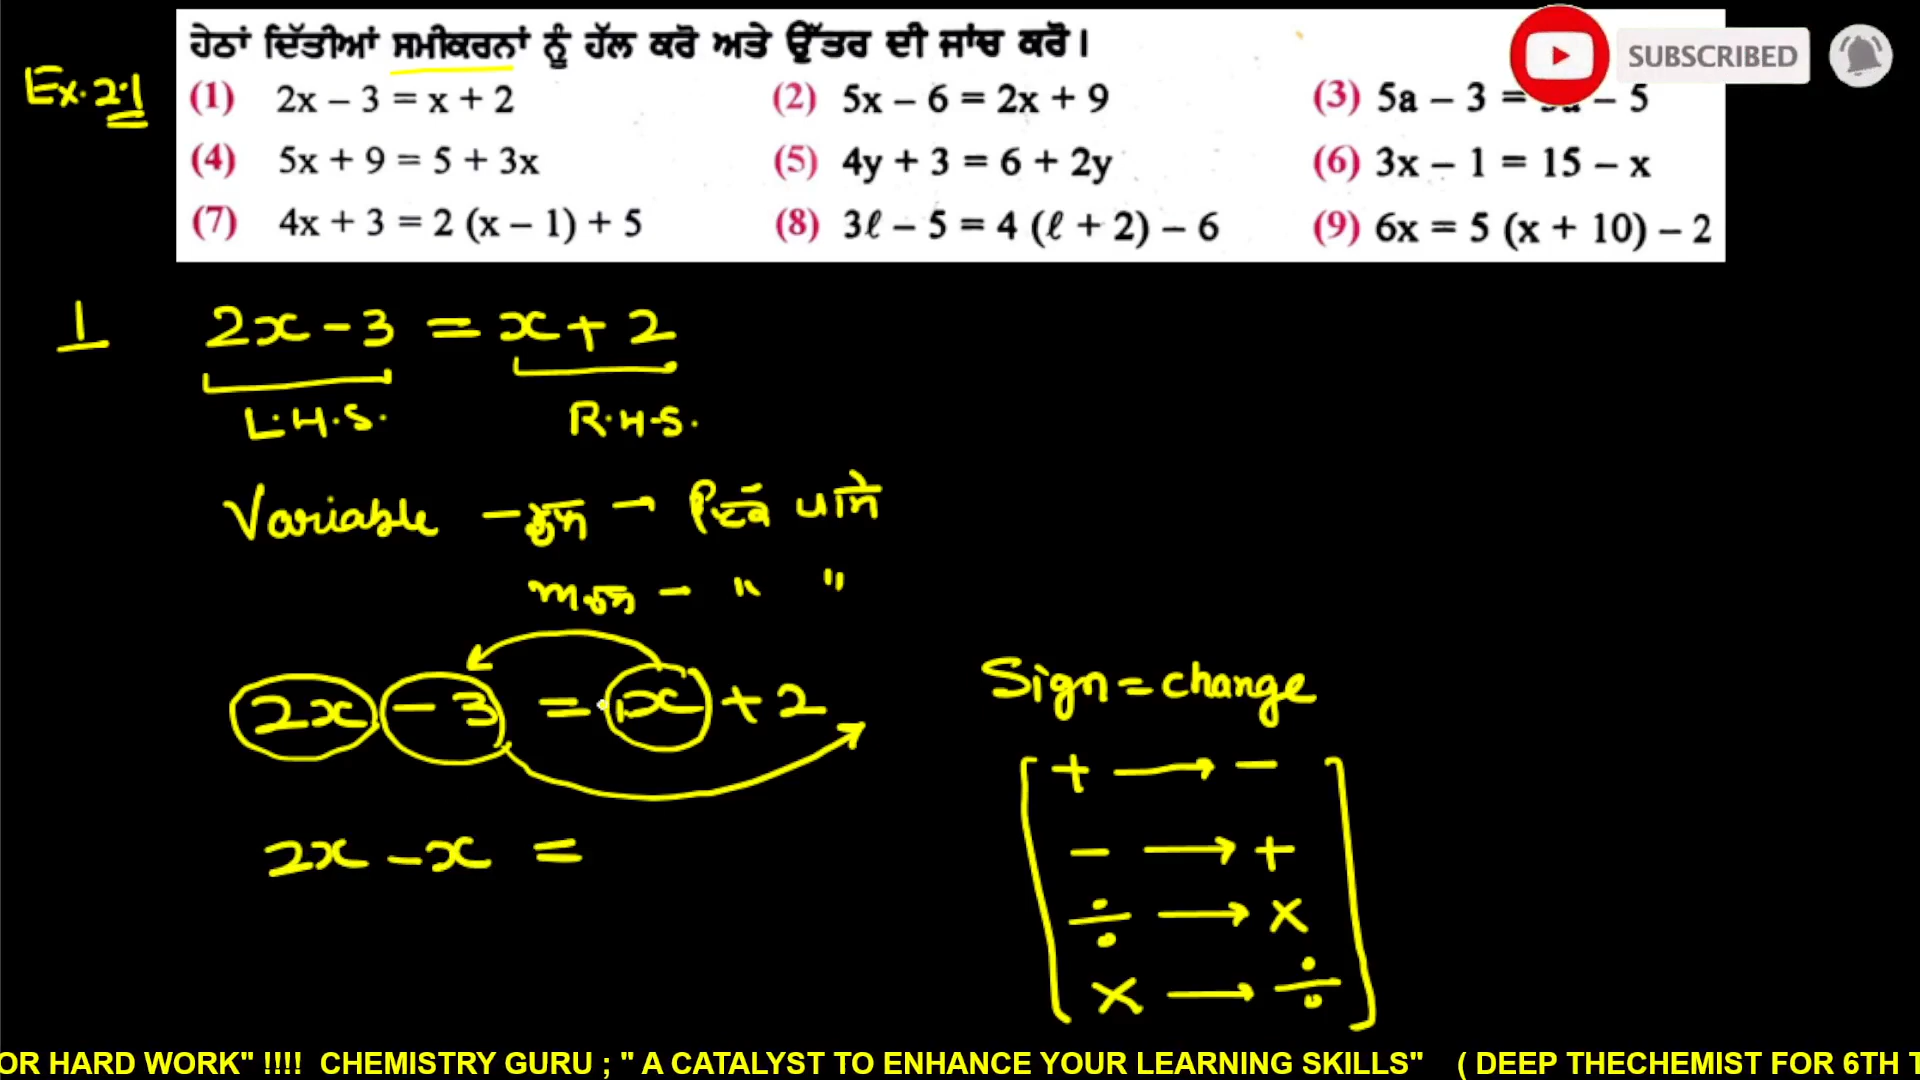 ਹੇਠਾਂ ਦਿੱਤੀਆਂ ਸਮੀਕਰਨਾਂ ਨੂੰ ਹੱਲ ਕਰੋ ਅਤੇ ਉੱਤਰ ਦੀ ਜਾਂਚ ਕਰੋ।
SUBSCRIBED
Ex. 2.1
(1) 2x – 3 = x + 2 (2) 5x – 6 = 2x + 9 (3) 5a – 3 = – 5
(4) 5x + 9 = 5 + 3x (5) 4y + 3 = 6 + 2y (6) 3x – 1 = 15 – x
(7) 4x + 3 = 2 (x – 1) + 5 (8) 3ℓ – 5 = 4 (ℓ + 2) – 6 (9) 6x = 5 (x + 10) – 2
1 2x – 3 = x + 2
L.H.S. R.H.S.
Variable – → ਇੱਕ ਪਾਸੇ
– " "
2x – 3 = x + 2
Sign = change
+ → –
2x – x =
– → +
÷ → ×
× → ÷
OR HARD WORK" !!!! CHEMISTRY GURU ; " A CATALYST TO ENHANCE YOUR LEARNING SKILLS" ( DEEP THECHEMIST FOR 6TH T